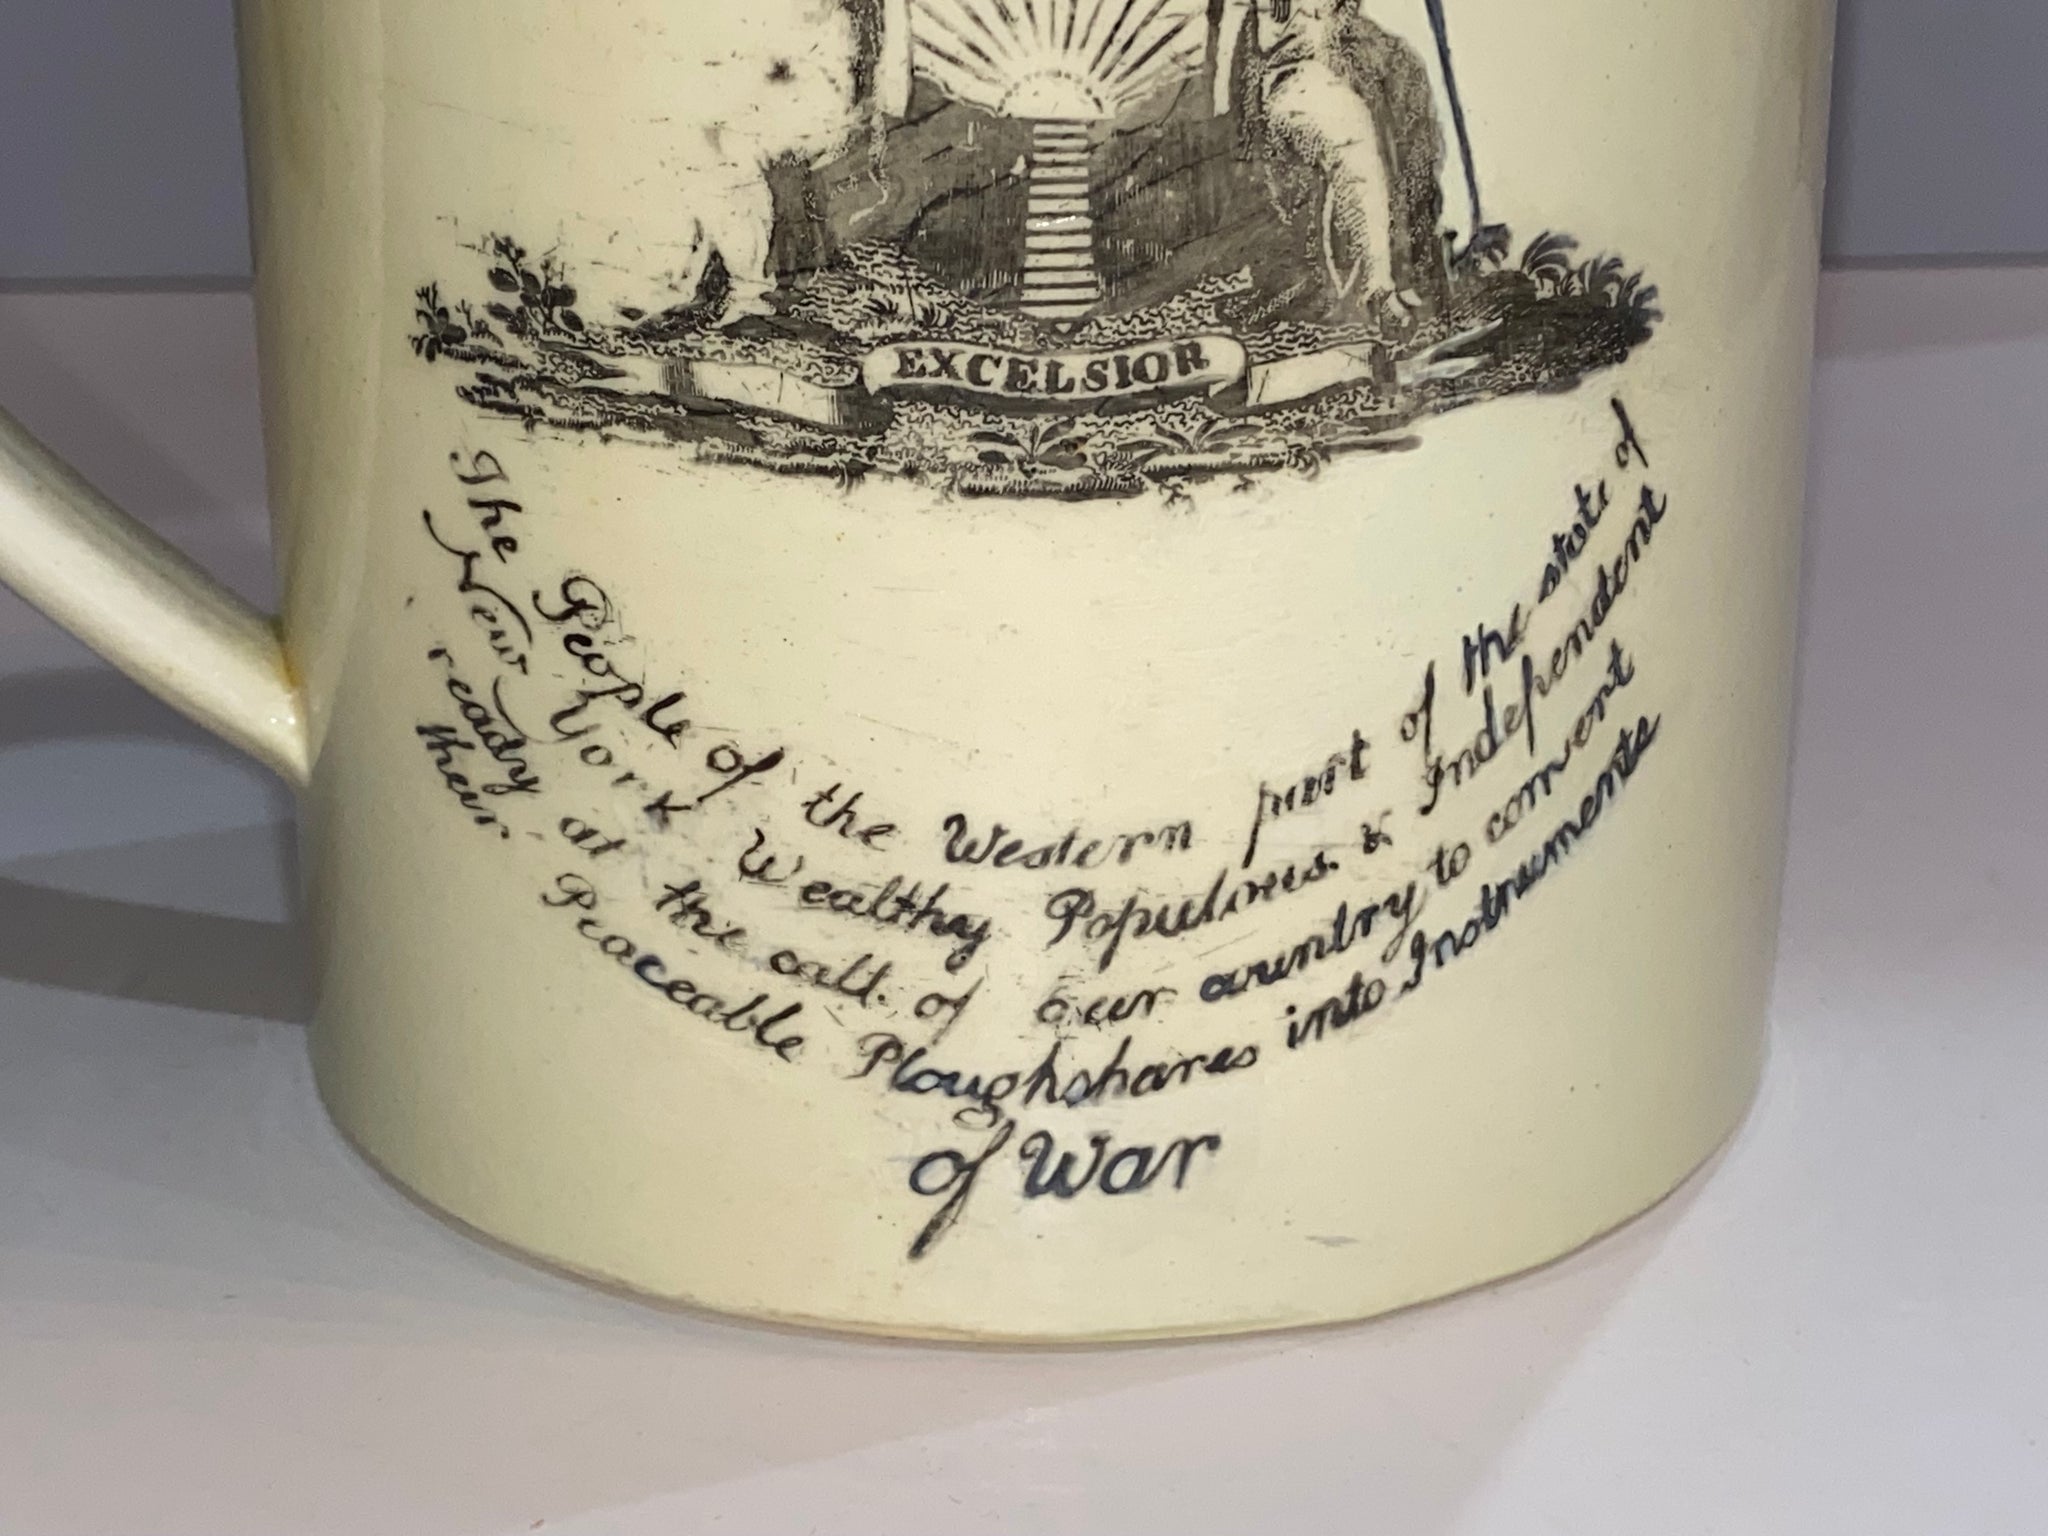 EXCELSIOR
The People of the Western part of the state of
New York Wealthy Populous. & Independent
ready at the call. of our country to convert
their Peaceable Ploughshares into Instruments
of War